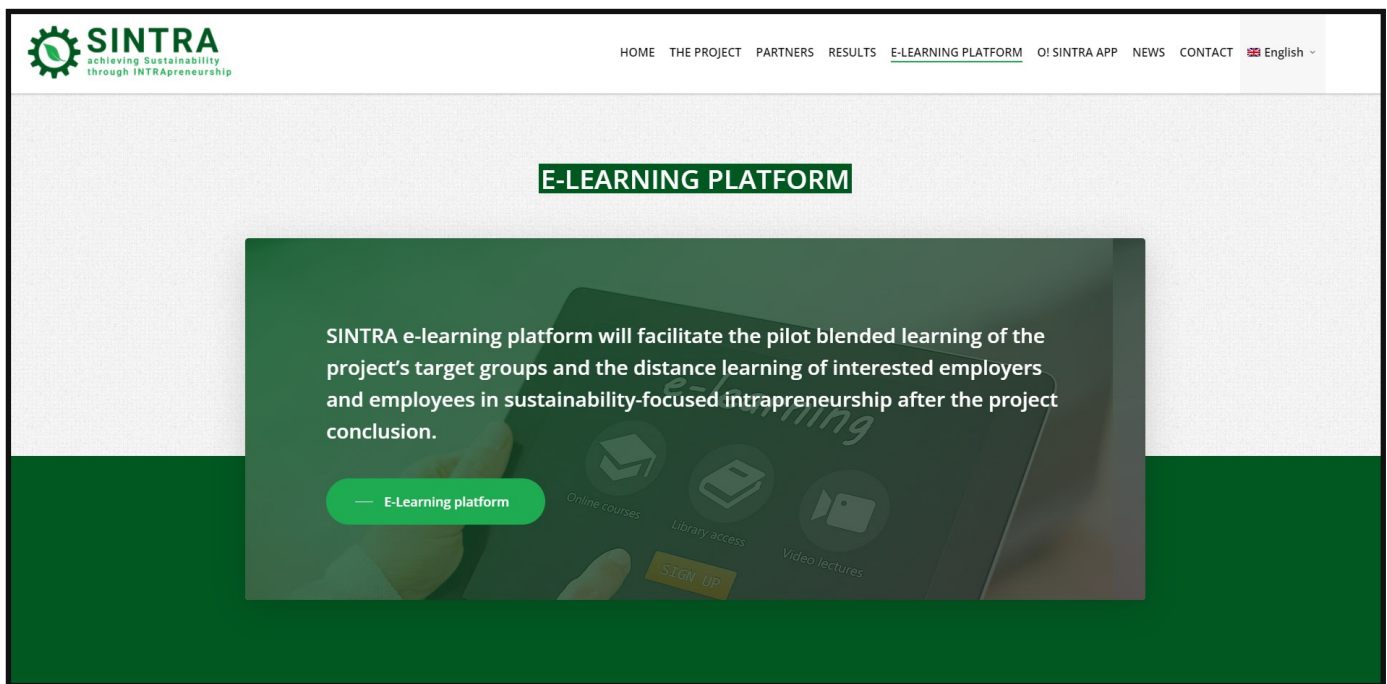 SINTRA
achieving Sustainability
through INTRApreneurship
HOME THE PROJECT PARTNERS RESULTS E-LEARNING PLATFORM O! SINTRA APP NEWS CONTACT English
E-LEARNING PLATFORM
SINTRA e-learning platform will facilitate the pilot blended learning of the
project’s target groups and the distance learning of interested employers
and employees in sustainability-focused intrapreneurship after the project
conclusion.
E-Learning platform
e-learning
Online courses
Library access
Video lectures
SIGN UP